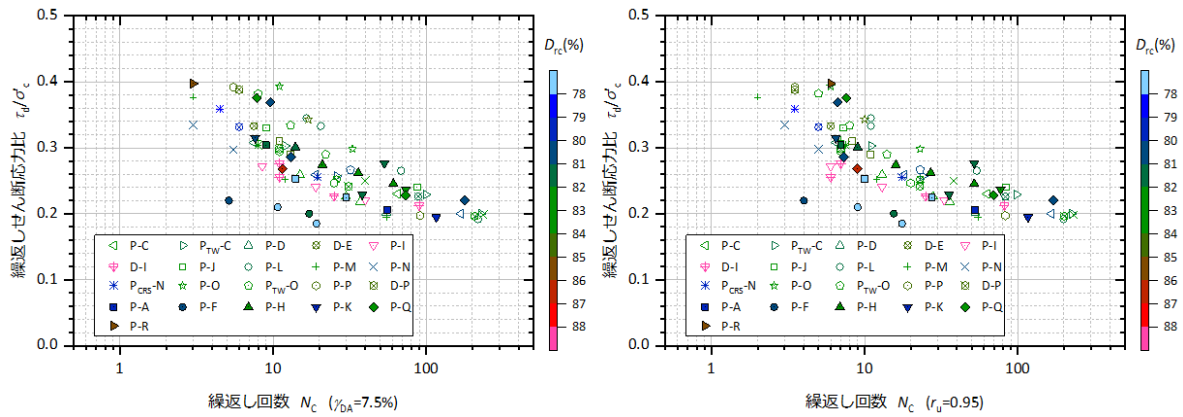 0.5
0.4
0.3
0.2
0.1
0.0
繰返しせん断応力比 τd/σ'c
1
10
100
繰返し回数 NC (γDA=7.5%)
P-C PTW-C P-D D-E P-I
D-I P-J P-L P-M P-N
PCRS-N P-O PTW-O P-P D-P
P-A P-F P-H P-K P-Q
P-R
Drc(%)
78
79
80
81
82
83
84
85
86
87
88
0.5
0.4
0.3
0.2
0.1
0.0
繰返しせん断応力比 τd/σ'c
1
10
100
繰返し回数 NC (ru=0.95)
P-C PTW-C P-D D-E P-I
D-I P-J P-L P-M P-N
PCRS-N P-O PTW-O P-P D-P
P-A P-F P-H P-K P-Q
P-R
Drc(%)
78
79
80
81
82
83
84
85
86
87
88